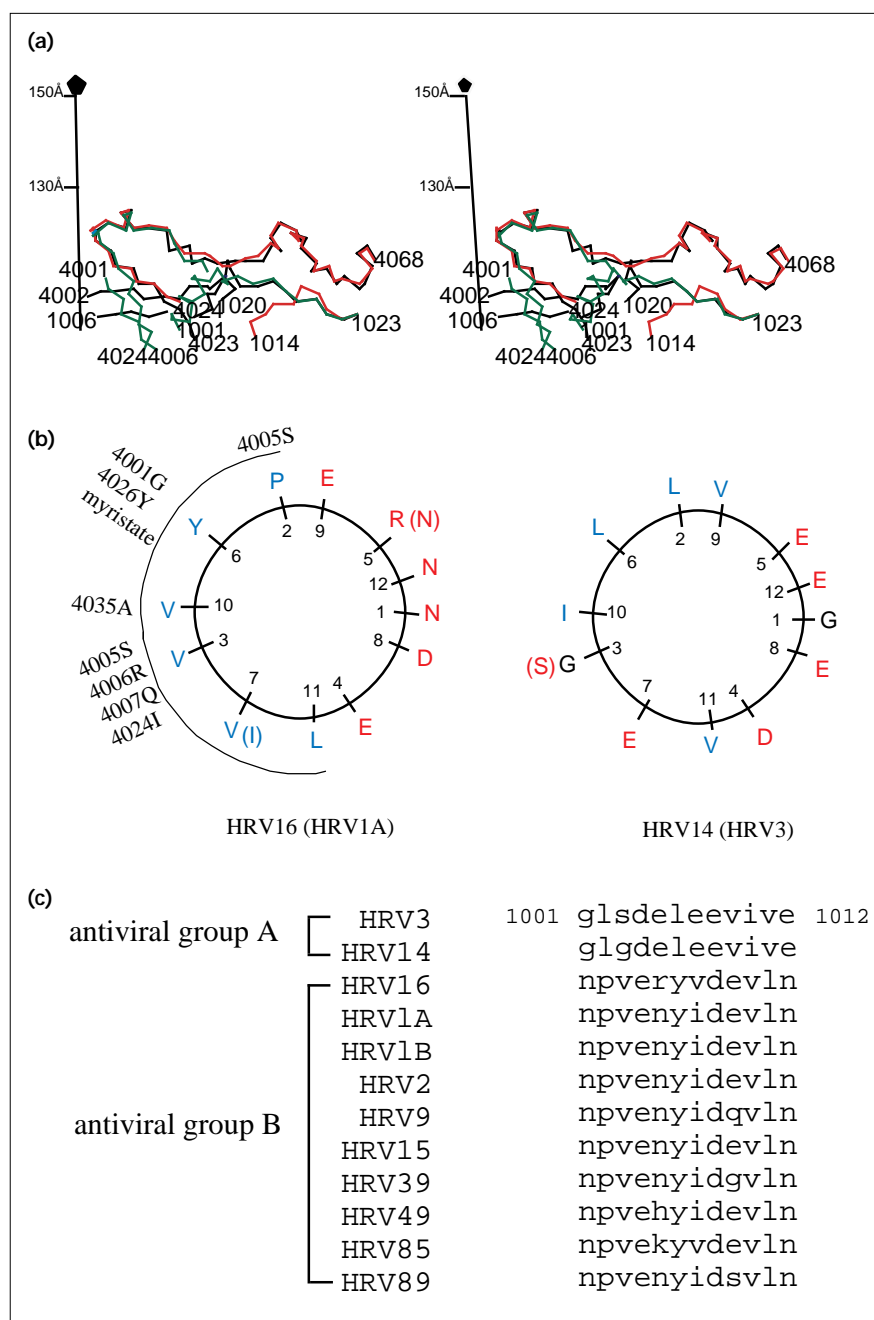 (a)
150Å
130Å
4001
4002
1006
4024
4006
4024
1001
4023
1020
1014
4068
1023
150Å
130Å
4001
4002
1006
4024
4006
4024
1001
4023
1020
1014
4068
1023
(b)
4005S
4001G
4026Y
myristate
4035A
4005S
4006R
4007Q
4024I
P
E
R (N)
N
N
D
E
L
V (I)
V
V
Y
2
9
5
12
1
8
4
11
7
3
10
6
L
V
E
E
G
E
D
V
E
(S) G
I
L
2
9
5
12
1
8
4
11
7
3
10
6
HRV16 (HRV1A)
HRV14 (HRV3)
(c)
antiviral group A
HRV3 1001 glsdeleevive 1012
HRV14 glgdeleevive
antiviral group B
HRV16 npveryvdevln
HRVlA npvenyidevln
HRVlB npvenyidevln
HRV2 npvenyidevln
HRV9 npvenyidqvln
HRV15 npvenyidevln
HRV39 npvenyidgvln
HRV49 npvehyidevln
HRV85 npvekyvdevln
HRV89 npvenyidsvln